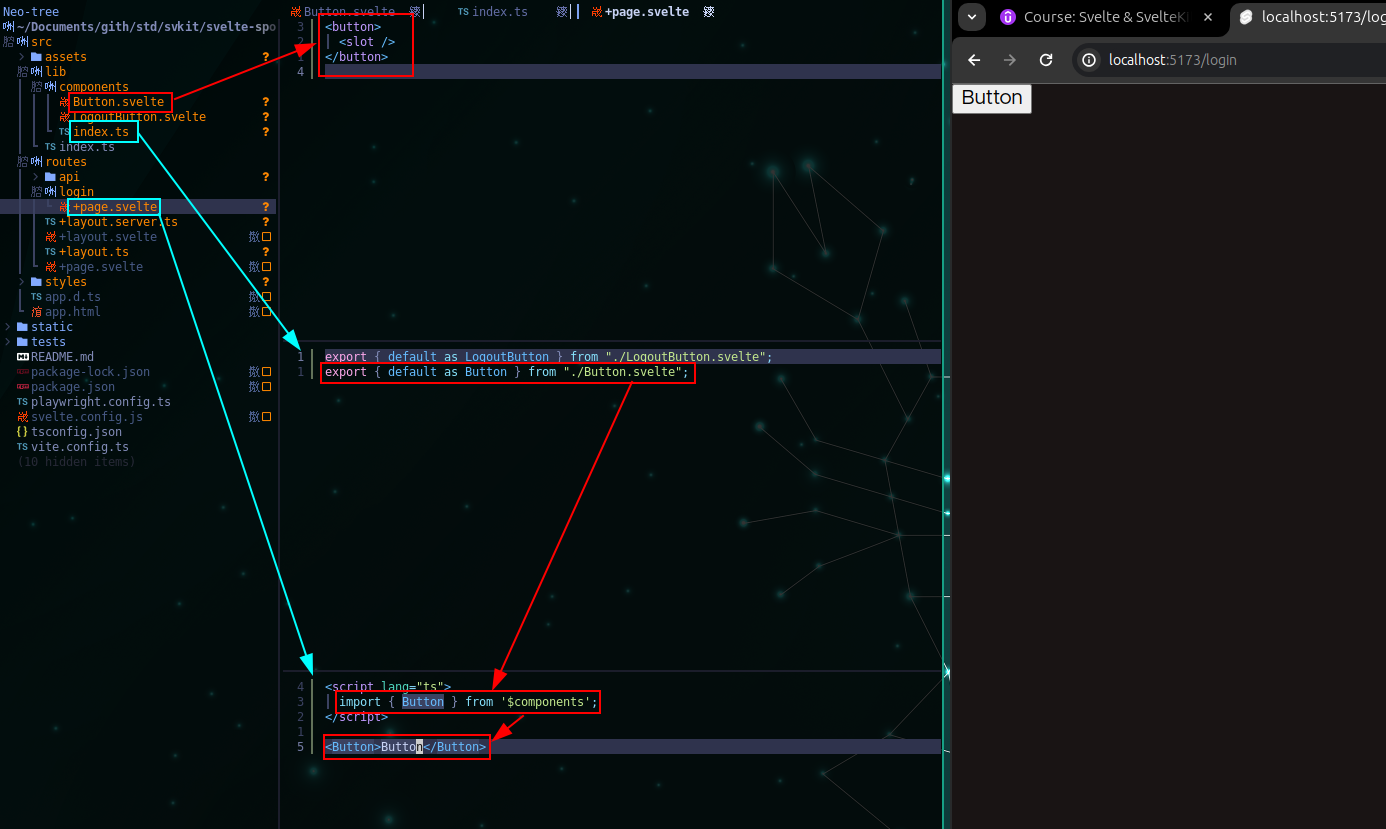 Neo-tree
~/Documents/gith/std/svkit/svelte-spo
src
assets ?
lib
components
Button.svelte ?
LogoutButton.svelte ?
TS index.ts ?
TS index.ts
routes
api ?
login
+page.svelte ?
TS +layout.server.ts ?
+layout.svelte
TS +layout.ts ?
+page.svelte
styles ?
TS app.d.ts
app.html
static
tests
README.md
package-lock.json
package.json
TS playwright.config.ts
svelte.config.js
{} tsconfig.json
TS vite.config.ts
(10 hidden items)
Button.svelte
TS index.ts
+page.svelte
3 <button>
2 <slot />
1 </button>
4
1 export { default as LogoutButton } from "./LogoutButton.svelte";
1 export { default as Button } from "./Button.svelte";
4 <script lang="ts">
3 import { Button } from '$components';
2 </script>
1
5 <Button>Button</Button>
Course: Svelte & SvelteKi
localhost:5173/log
localhost:5173/login
Button